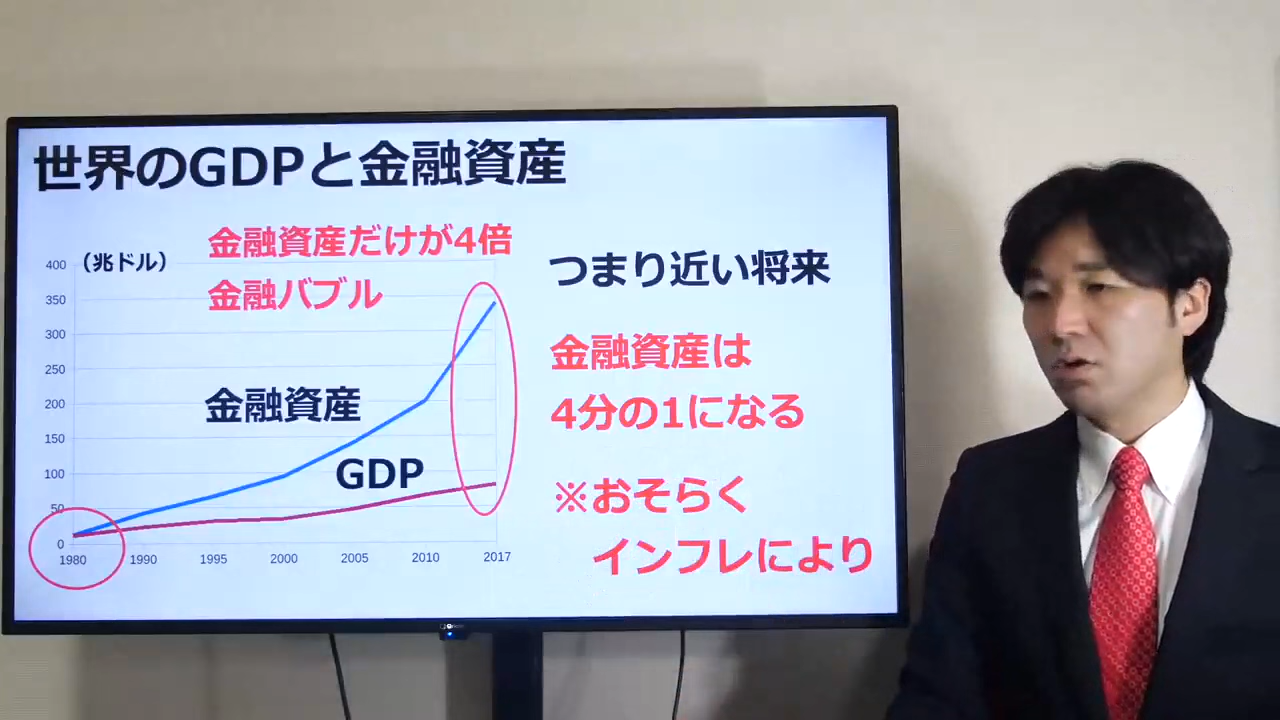 世界のGDPと金融資産
金融資産だけが4倍
金融バブル
(兆ドル)
400
350
300
250
200
150
100
50
0
金融資産
GDP
1980
1990
1995
2000
2005
2010
2017
つまり近い将来
金融資産は
4分の1になる
※おそらく
インフレにより